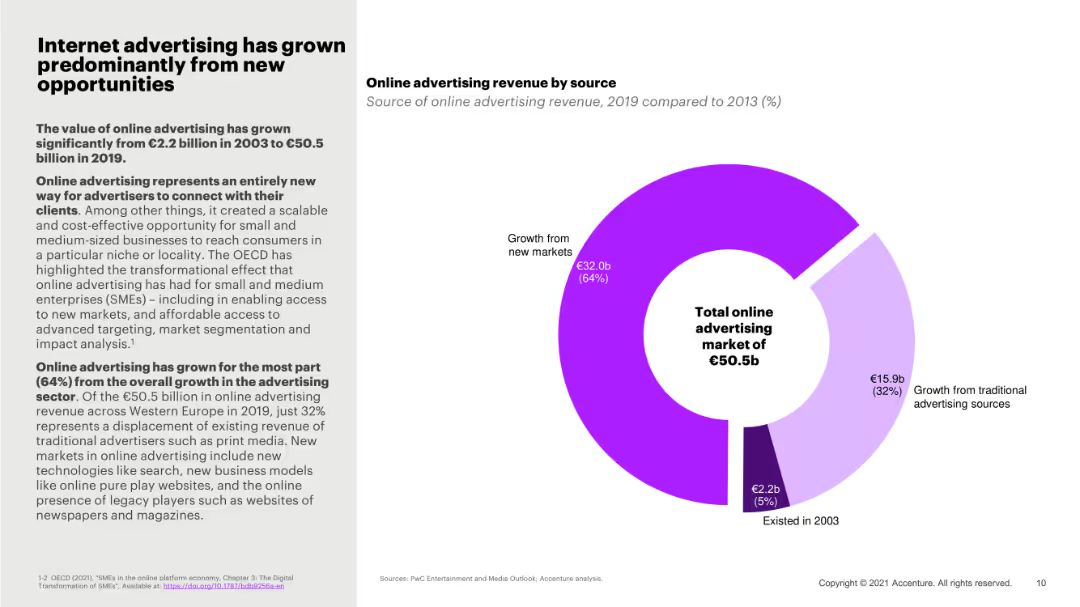 Internet advertising has grown
predominantly from new
opportunities
The value of online advertising has grown
significantly from €2.2 billion in 2003 to €50.5
billion in 2019.
Online advertising represents an entirely new
way for advertisers to connect with their
clients. Among other things, it created a scalable
and cost-effective opportunity for small and
medium-sized businesses to reach consumers in
a particular niche or locality. The OECD has
highlighted the transformational effect that
online advertising has had for small and medium
enterprises (SMEs) – including in enabling access
to new markets, and affordable access to
advanced targeting, market segmentation and
impact analysis.¹
Online advertising has grown for the most part
(64%) from the overall growth in the advertising
sector. Of the €50.5 billion in online advertising
revenue across Western Europe in 2019, just 32%
represents a displacement of existing revenue of
traditional advertisers such as print media. New
markets in online advertising include new
technologies like search, new business models
like online pure play websites, and the online
presence of legacy players such as websites of
newspapers and magazines.
1-2 OECD (2021), "SMEs in the online platform economy, Chapter 3: The Digital
Transformation of SMEs". Available at: https://doi.org/10.1787/bdb9256a-en
Online advertising revenue by source
Source of online advertising revenue, 2019 compared to 2013 (%)
Growth from
new markets
€32.0b
(64%)
Total online
advertising
market of
€50.5b
€15.9b
(32%)
Growth from traditional
advertising sources
€2.2b
(5%)
Existed in 2003
Sources: PwC Entertainment and Media Outlook; Accenture analysis.
Copyright © 2021 Accenture. All rights reserved.
10